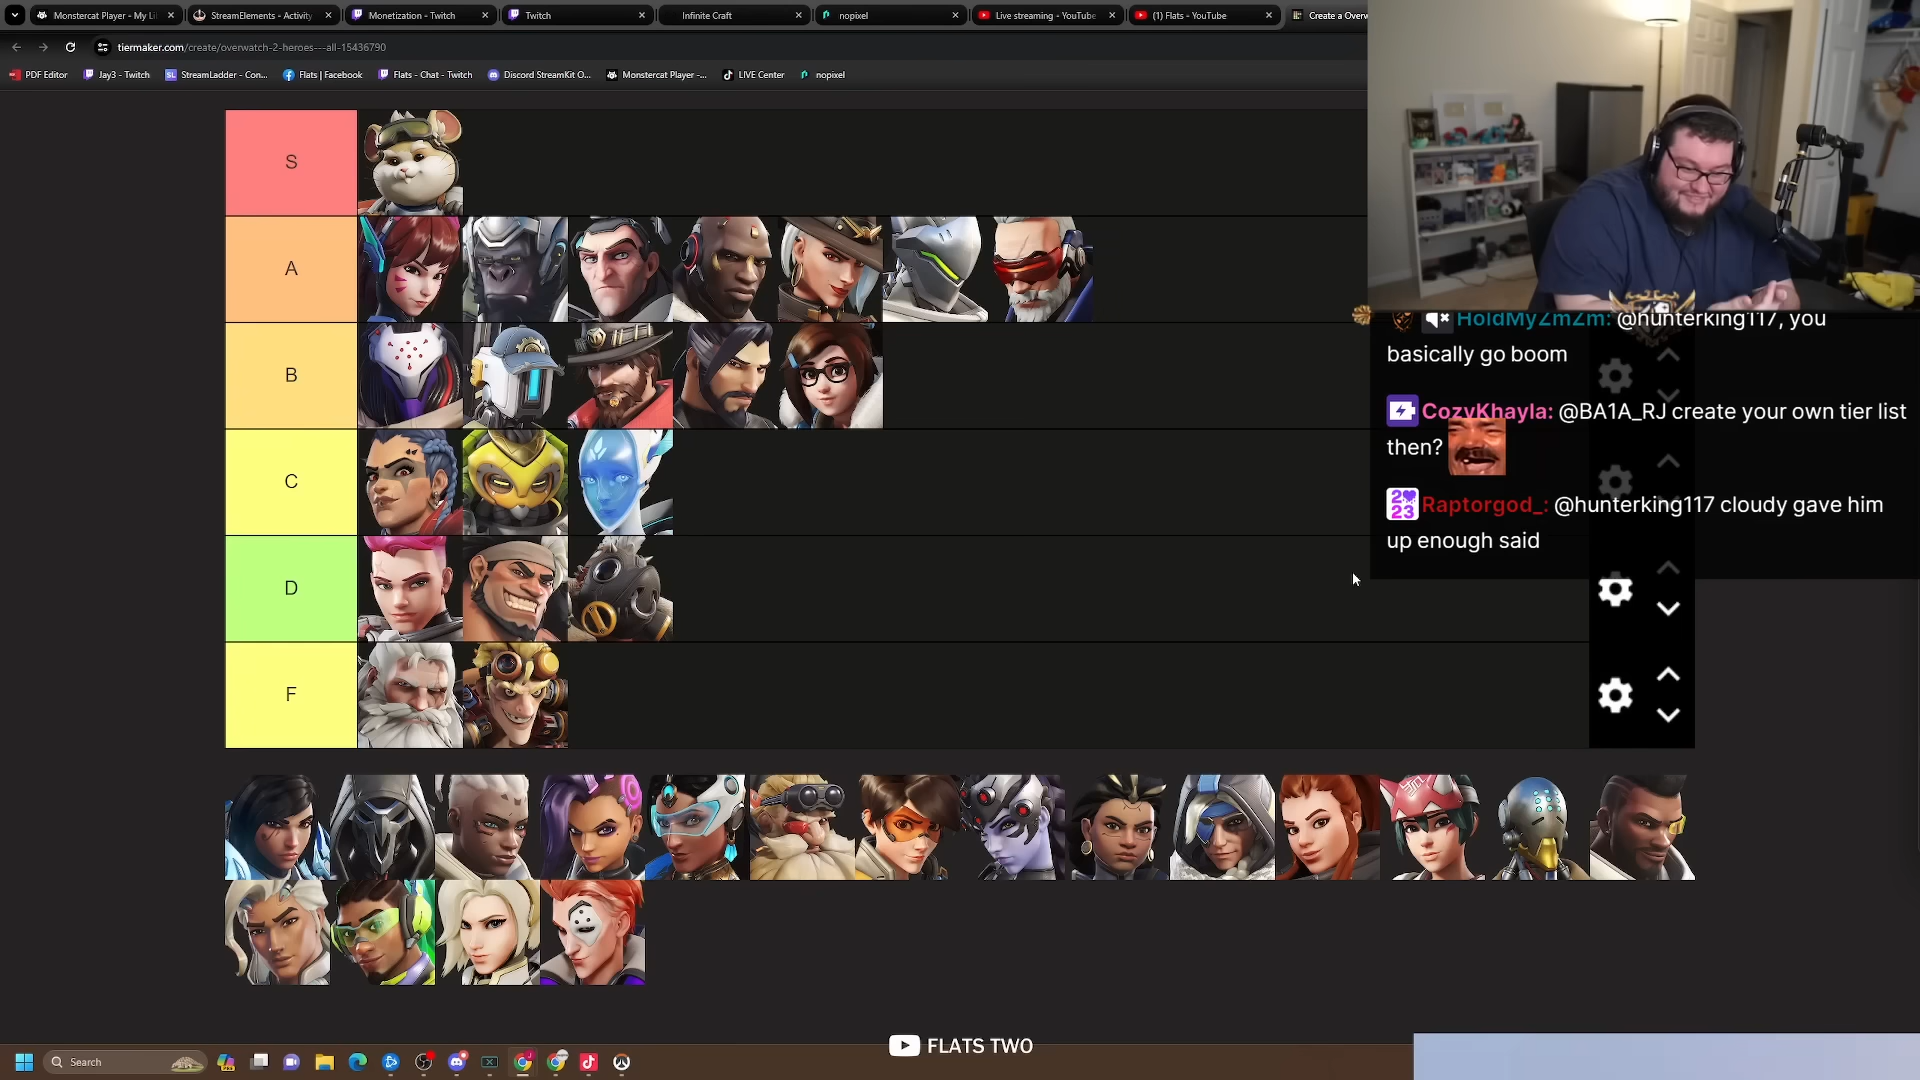 Monstercat Player - My Li
StreamElements - Activity
Monetization - Twitch
Twitch
Infinite Craft
nopixel
Live streaming - YouTube
(1) Flats - YouTube
Create a Overw
tiermaker.com/create/overwatch-2-heroes---all-15436790
PDF Editor
Jay3 - Twitch
SL StreamLadder - Con...
Flats | Facebook
Flats - Chat - Twitch
Discord StreamKit O...
Monstercat Player -...
LIVE Center
nopixel
S
A
B
C
D
F
HoldMyZmZm: @hunterking117, you
basically go boom
CozyKhayla: @BA1A_RJ create your own tier list
then?
2023 Raptorgod_: @hunterking117 cloudy gave him
up enough said
FLATS TWO
Search